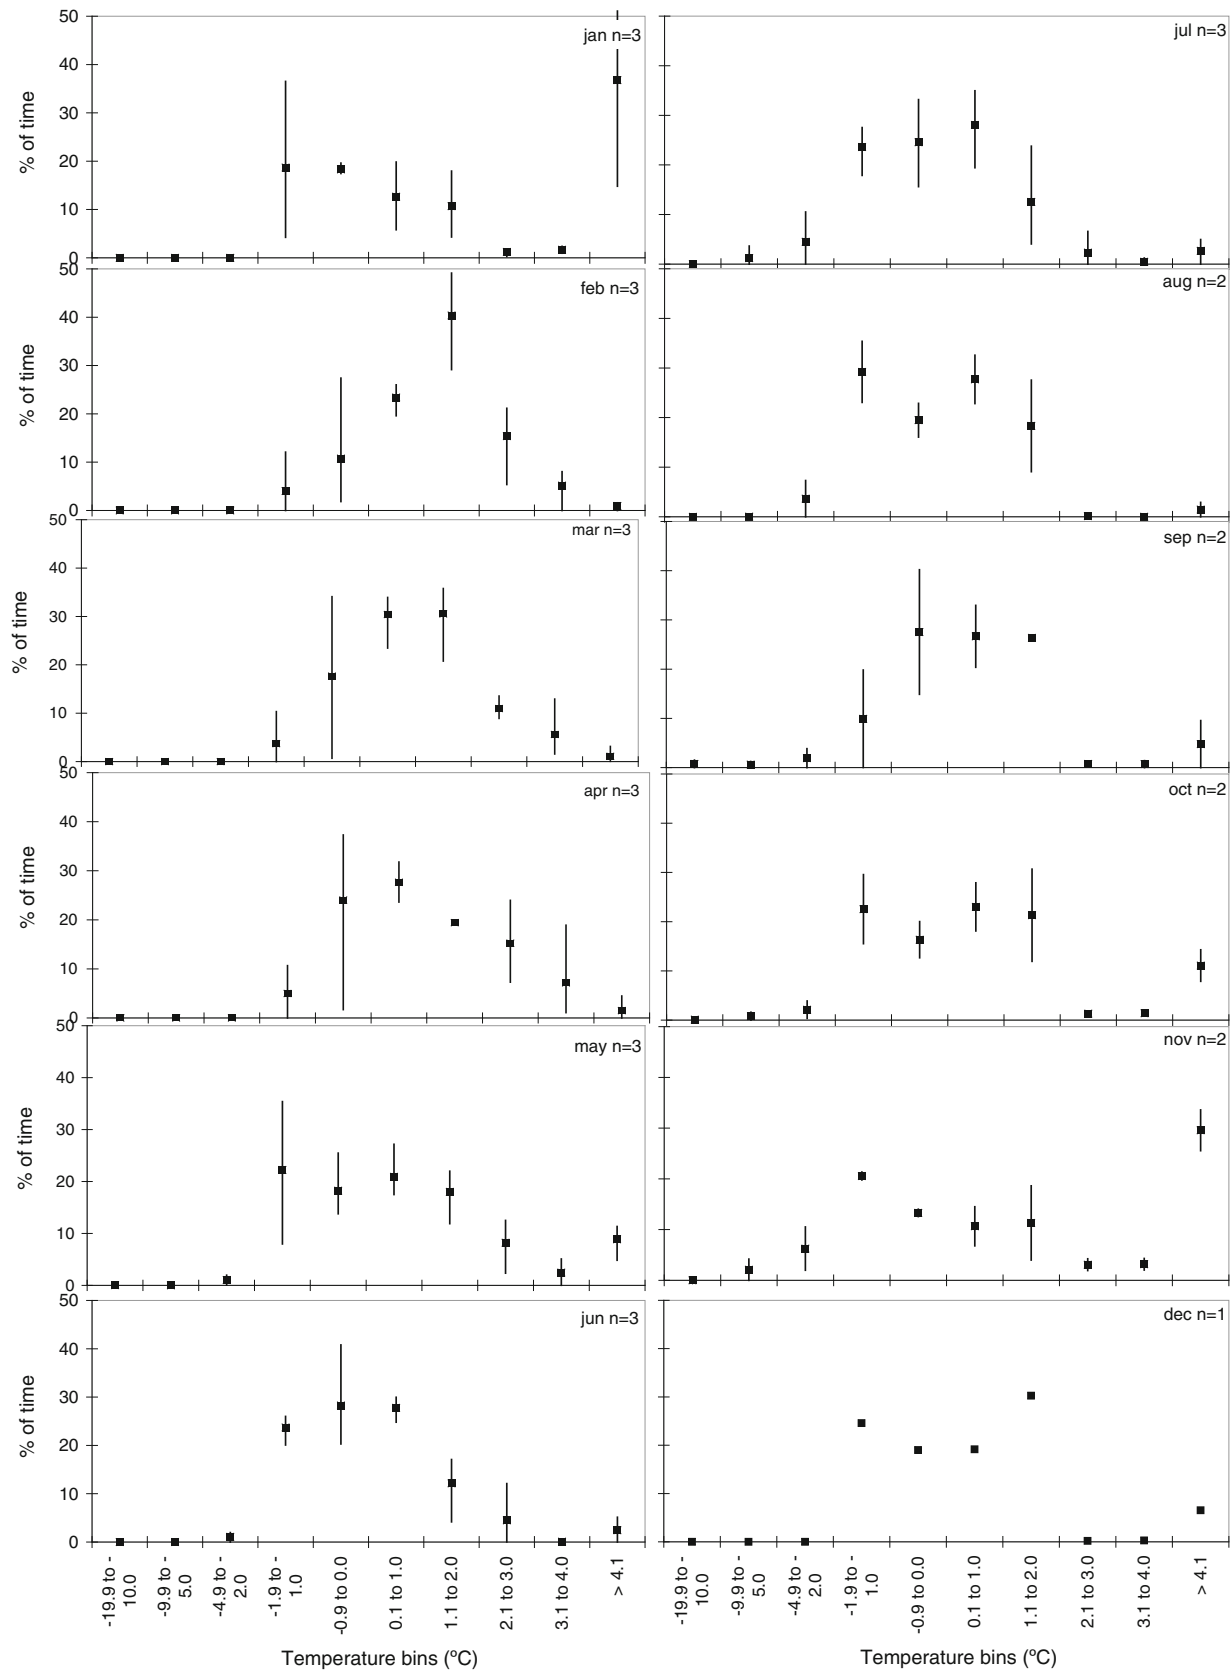 50
40
30
20
10
0
% of time
jan n=3
50
40
30
20
10
0
% of time
feb n=3
50
40
30
20
10
0
% of time
mar n=3
50
40
30
20
10
0
% of time
apr n=3
50
40
30
20
10
0
% of time
may n=3
50
40
30
20
10
0
% of time
jun n=3
-19.9 to -
10.0
-9.9 to -
5.0
-4.9 to -
2.0
-1.9 to -
1.0
-0.9 to 0.0
0.1 to 1.0
1.1 to 2.0
2.1 to 3.0
3.1 to 4.0
> 4.1
Temperature bins (ºC)
jul n=3
aug n=2
sep n=2
oct n=2
nov n=2
dec n=1
-19.9 to -
10.0
-9.9 to -
5.0
-4.9 to -
2.0
-1.9 to -
1.0
-0.9 to 0.0
0.1 to 1.0
1.1 to 2.0
2.1 to 3.0
3.1 to 4.0
> 4.1
Temperature bins (ºC)